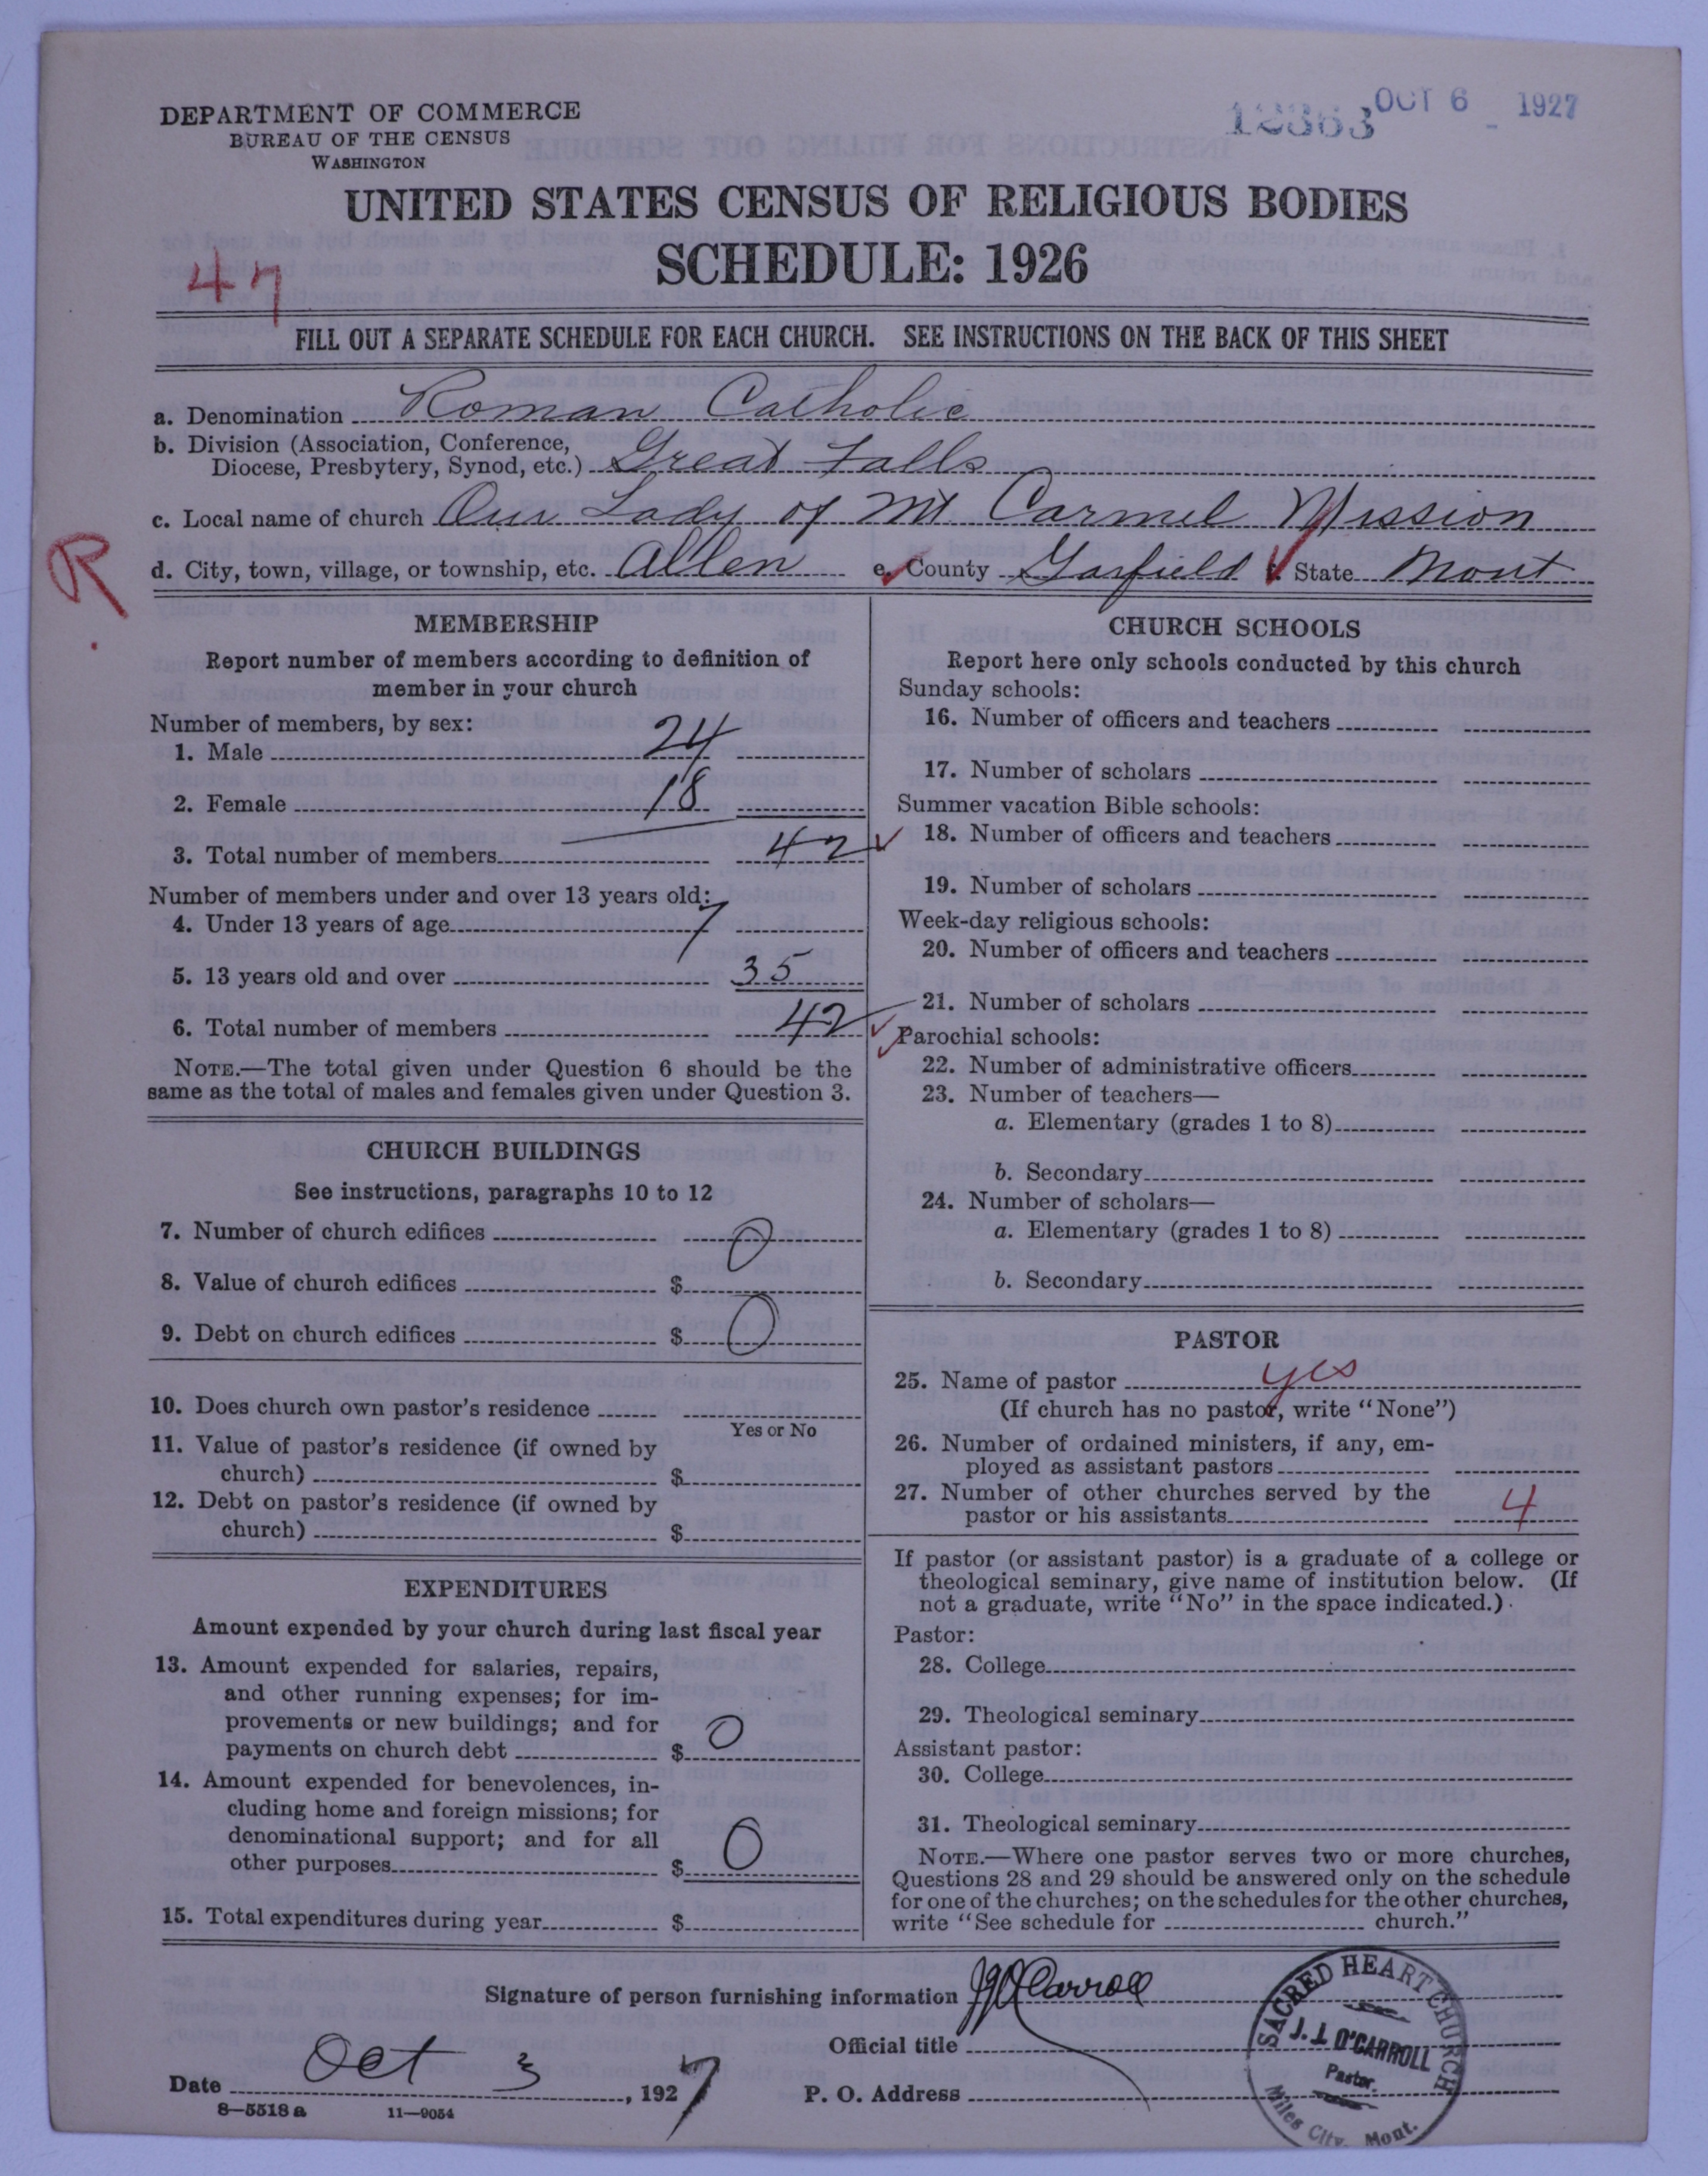 DEPARTMENT OF COMMERCE
BUREAU OF THE CENSUS
WASHINGTON
12363 OCT 6 1927
UNITED STATES CENSUS OF RELIGIOUS BODIES
SCHEDULE: 1926
47
FILL OUT A SEPARATE SCHEDULE FOR EACH CHURCH. SEE INSTRUCTIONS ON THE BACK OF THIS SHEET
a. Denomination Roman Catholic
b. Division (Association, Conference,
Diocese, Presbytery, Synod, etc.) Great Falls
c. Local name of church Our Lady of Mt Carmel Mission
R
d. City, town, village, or township, etc. Allen e. County Garfield f. State Mont
MEMBERSHIP
Report number of members according to definition of
member in your church
Number of members, by sex:
1. Male 24
2. Female 18
3. Total number of members 42
Number of members under and over 13 years old:
4. Under 13 years of age 7
5. 13 years old and over 35
6. Total number of members 42
NOTE.—The total given under Question 6 should be the
same as the total of males and females given under Question 3.
CHURCH BUILDINGS
See instructions, paragraphs 10 to 12
7. Number of church edifices 0
8. Value of church edifices $
9. Debt on church edifices $ 0
10. Does church own pastor's residence
Yes or No
11. Value of pastor's residence (if owned by
church) $
12. Debt on pastor's residence (if owned by
church) $
EXPENDITURES
Amount expended by your church during last fiscal year
13. Amount expended for salaries, repairs,
and other running expenses; for im-
provements or new buildings; and for
payments on church debt $ 0
14. Amount expended for benevolences, in-
cluding home and foreign missions; for
denominational support; and for all
other purposes $ 0
15. Total expenditures during year $
CHURCH SCHOOLS
Report here only schools conducted by this church
Sunday schools:
16. Number of officers and teachers
17. Number of scholars
Summer vacation Bible schools:
18. Number of officers and teachers
19. Number of scholars
Week-day religious schools:
20. Number of officers and teachers
21. Number of scholars
Parochial schools:
22. Number of administrative officers
23. Number of teachers—
a. Elementary (grades 1 to 8)
b. Secondary
24. Number of scholars—
a. Elementary (grades 1 to 8)
b. Secondary
PASTOR
25. Name of pastor yes
(If church has no pastor, write "None")
26. Number of ordained ministers, if any, em-
ployed as assistant pastors
27. Number of other churches served by the
pastor or his assistants 4
If pastor (or assistant pastor) is a graduate of a college or
theological seminary, give name of institution below. (If
not a graduate, write "No" in the space indicated.)
Pastor:
28. College
29. Theological seminary
Assistant pastor:
30. College
31. Theological seminary
NOTE.—Where one pastor serves two or more churches,
Questions 28 and 29 should be answered only on the schedule
for one of the churches; on the schedules for the other churches,
write "See schedule for church."
Signature of person furnishing information JJO'Carroll
Official title
Date Oct 3, 1927 P. O. Address
8—5518 a 11—9054
SACRED HEART CHURCH
J. J. O'CARROLL
Pastor.
Miles City, Mont.